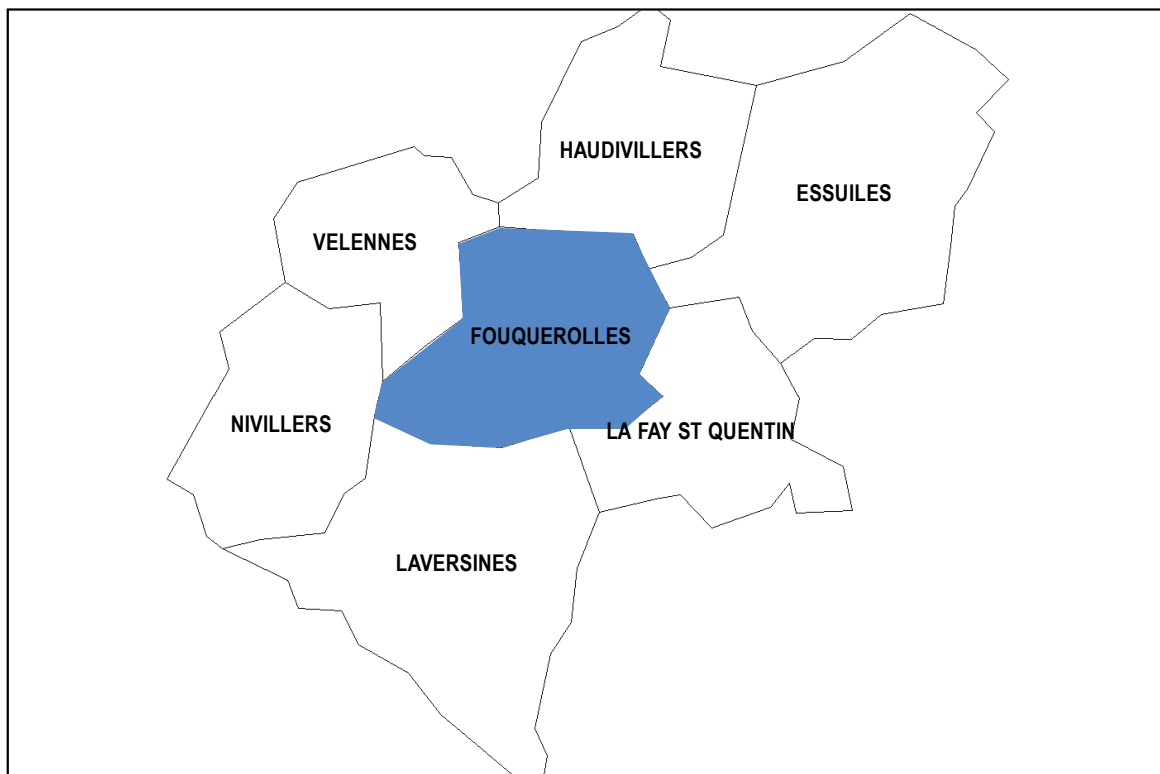 HAUDIVILLERS
ESSUILES
VELENNES
FOUQUEROLLES
NIVILLERS
LA FAY ST QUENTIN
LAVERSINES